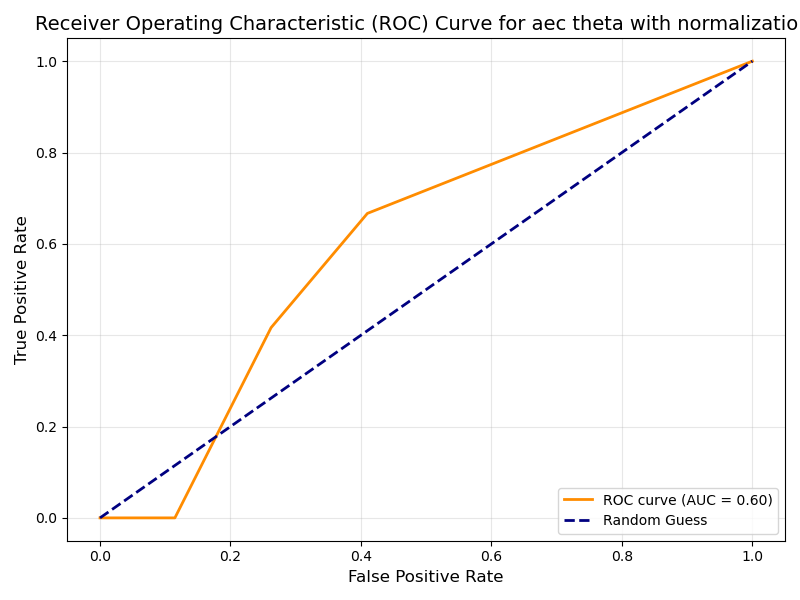 Receiver Operating Characteristic (ROC) Curve for aec theta with normalizatio
1.0
0.8
0.6
0.4
0.2
0.0
True Positive Rate
ROC curve (AUC = 0.60)
Random Guess
0.0 0.2 0.4 0.6 0.8 1.0
False Positive Rate